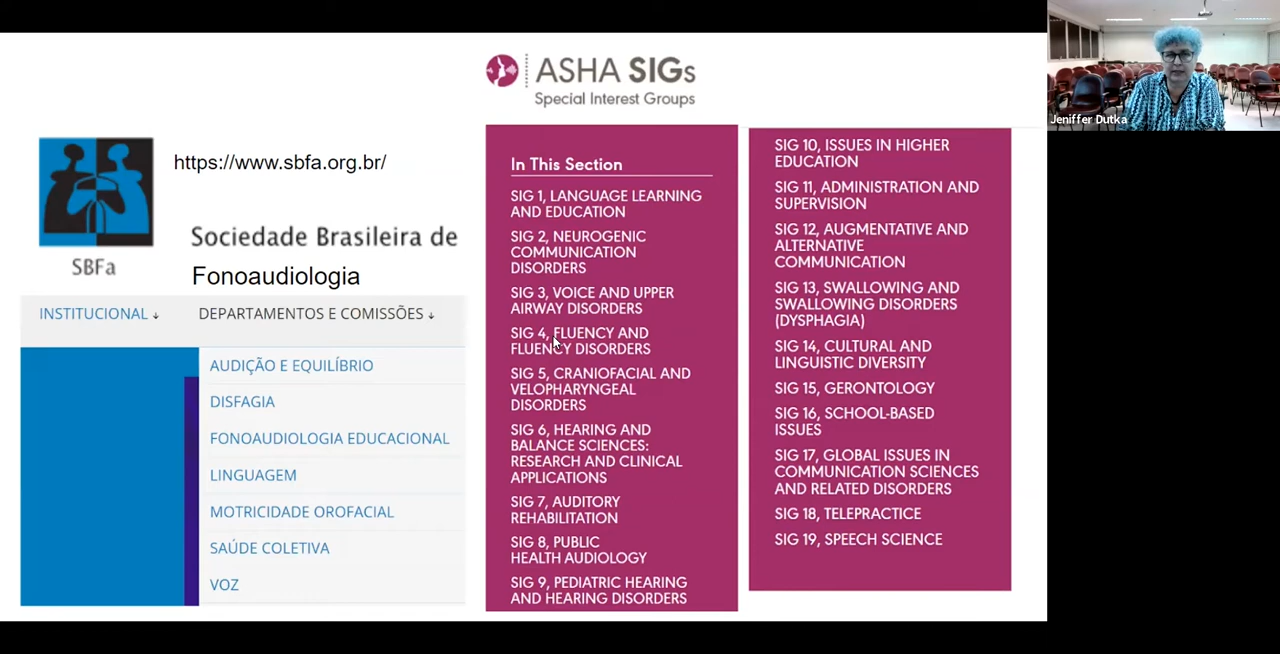 ASHA SIGs
Special Interest Groups
https://www.sbfa.org.br/
Sociedade Brasileira de
Fonoaudiologia
SBFa
INSTITUCIONAL ↓
DEPARTAMENTOS E COMISSÕES ↓
AUDIÇÃO E EQUILÍBRIO
DISFAGIA
FONOAUDIOLOGIA EDUCACIONAL
LINGUAGEM
MOTRICIDADE OROFACIAL
SAÚDE COLETIVA
VOZ
In This Section
SIG 1, LANGUAGE LEARNING
AND EDUCATION
SIG 2, NEUROGENIC
COMMUNICATION
DISORDERS
SIG 3, VOICE AND UPPER
AIRWAY DISORDERS
SIG 4, FLUENCY AND
FLUENCY DISORDERS
SIG 5, CRANIOFACIAL AND
VELOPHARYNGEAL
DISORDERS
SIG 6, HEARING AND
BALANCE SCIENCES:
RESEARCH AND CLINICAL
APPLICATIONS
SIG 7, AUDITORY
REHABILITATION
SIG 8, PUBLIC
HEALTH AUDIOLOGY
SIG 9, PEDIATRIC HEARING
AND HEARING DISORDERS
SIG 10, ISSUES IN HIGHER
EDUCATION
SIG 11, ADMINISTRATION AND
SUPERVISION
SIG 12, AUGMENTATIVE AND
ALTERNATIVE
COMMUNICATION
SIG 13, SWALLOWING AND
SWALLOWING DISORDERS
(DYSPHAGIA)
SIG 14, CULTURAL AND
LINGUISTIC DIVERSITY
SIG 15, GERONTOLOGY
SIG 16, SCHOOL-BASED
ISSUES
SIG 17, GLOBAL ISSUES IN
COMMUNICATION SCIENCES
AND RELATED DISORDERS
SIG 18, TELEPRACTICE
SIG 19, SPEECH SCIENCE
Jeniffer Dutka